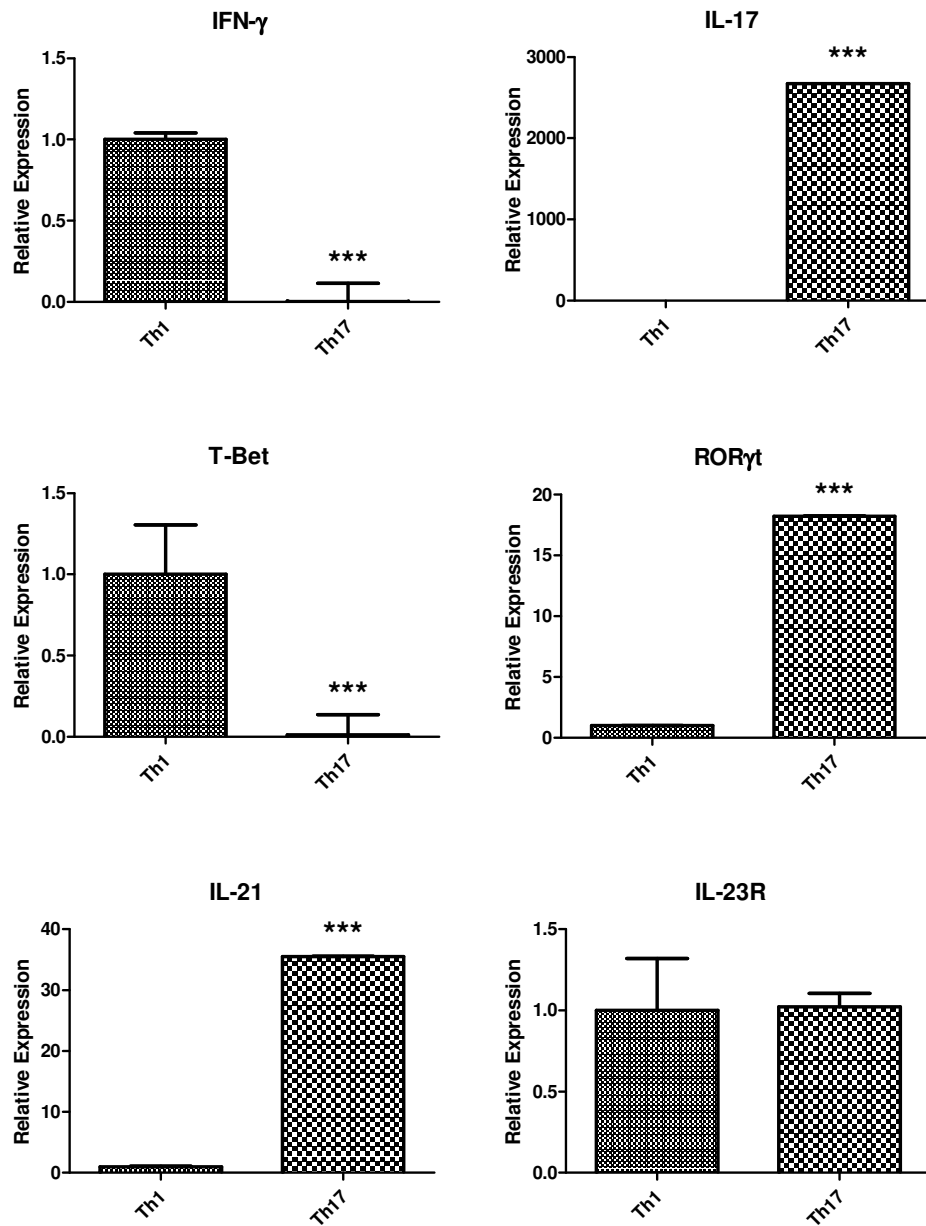 IFN-γ
Relative Expression
1.5
1.0
0.5
0.0
***
Th1
Th17
IL-17
Relative Expression
3000
2000
1000
0
***
Th1
Th17
T-Bet
Relative Expression
1.5
1.0
0.5
0.0
***
Th1
Th17
RORγt
Relative Expression
20
15
10
5
0
***
Th1
Th17
IL-21
Relative Expression
40
30
20
10
0
***
Th1
Th17
IL-23R
Relative Expression
1.5
1.0
0.5
0.0
Th1
Th17